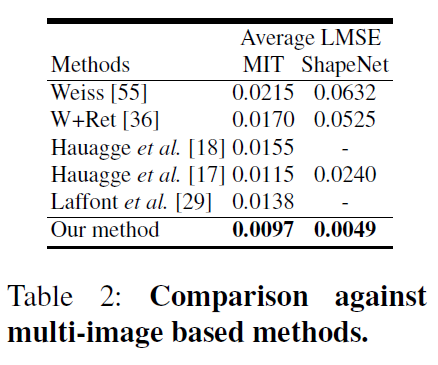 Average LMSE
Methods MIT ShapeNet
Weiss [55] 0.0215 0.0632
W+Ret [36] 0.0170 0.0525
Hauagge et al. [18] 0.0155 -
Hauagge et al. [17] 0.0115 0.0240
Laffont et al. [29] 0.0138 -
Our method 0.0097 0.0049
Table 2: Comparison against
multi-image based methods.